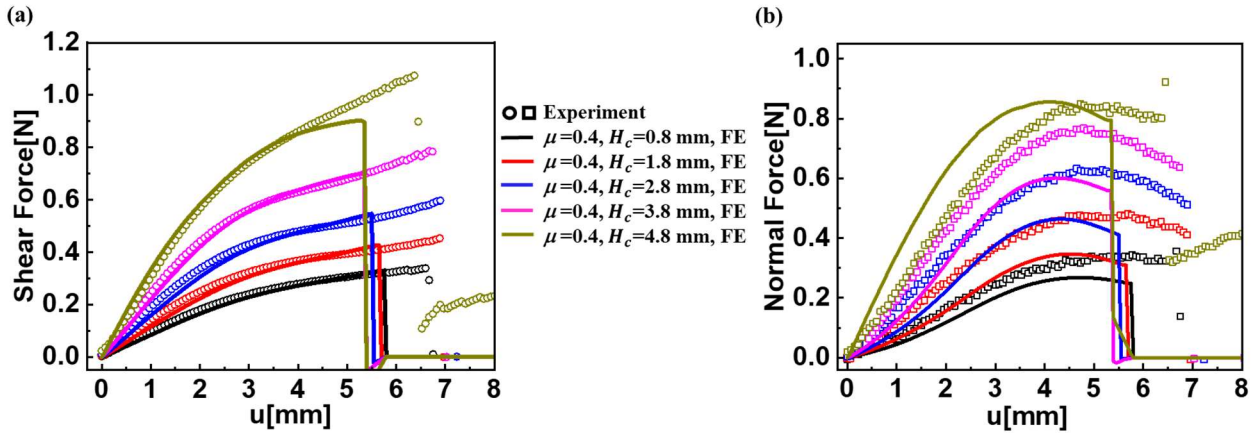 (a)
1.2
1.0
0.8
0.6
0.4
0.2
0.0
Shear Force[N]
0 1 2 3 4 5 6 7 8
u[mm]
Experiment
μ=0.4, Hc=0.8 mm, FE
μ=0.4, Hc=1.8 mm, FE
μ=0.4, Hc=2.8 mm, FE
μ=0.4, Hc=3.8 mm, FE
μ=0.4, Hc=4.8 mm, FE
(b)
1.0
0.8
0.6
0.4
0.2
0.0
Normal Force[N]
0 1 2 3 4 5 6 7 8
u[mm]